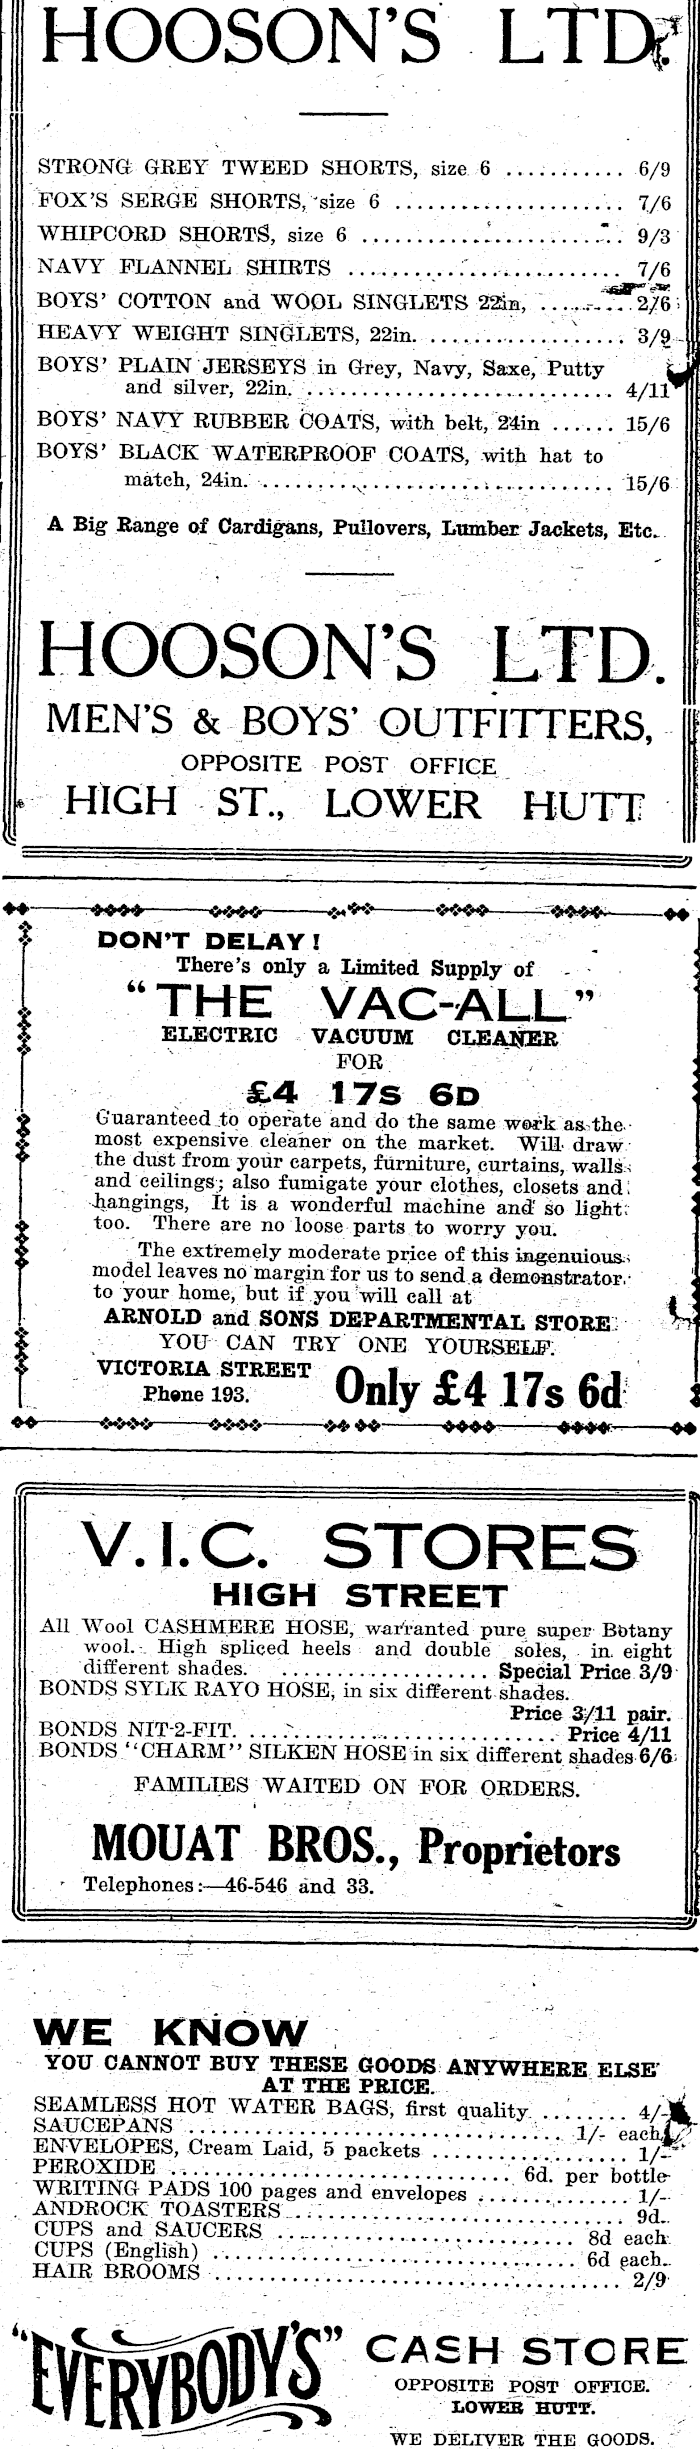 HOOSON'S LTD.
STRONG GREY TWEED SHORTS, size 6 ........... 6/9
FOX'S SERGE SHORTS, size 6 ........................ 7/6
WHIPCORD SHORTS, size 6 ........................... 9/3
NAVY FLANNEL SHIRTS ............................ 7/6
BOYS' COTTON and WOOL SINGLETS 22in, ......... 2/6
HEAVY WEIGHT SINGLETS, 22in. .................... 3/9
BOYS' PLAIN JERSEYS in Grey, Navy, Saxe, Putty
and silver, 22in. ................................. 4/11
BOYS' NAVY RUBBER COATS, with belt, 24in ...... 15/6
BOYS' BLACK WATERPROOF COATS, with hat to
match, 24in. ..................................... 15/6
A Big Range of Cardigans, Pullovers, Lumber Jackets, Etc.
HOOSON'S LTD.
MEN'S & BOYS' OUTFITTERS,
OPPOSITE POST OFFICE
HIGH ST., LOWER HUTT
DON'T DELAY!
There's only a Limited Supply of
"THE VAC-ALL"
ELECTRIC VACUUM CLEANER
FOR
£4 17S 6D
Guaranteed to operate and do the same work as the
most expensive cleaner on the market. Will draw
the dust from your carpets, furniture, curtains, walls
and ceilings; also fumigate your clothes, closets and
hangings, It is a wonderful machine and so light
too. There are no loose parts to worry you.
The extremely moderate price of this ingenuious
model leaves no margin for us to send a demonstrator
to your home, but if you will call at
ARNOLD and SONS DEPARTMENTAL STORE
YOU CAN TRY ONE YOURSELF.
VICTORIA STREET
Phone 193.
Only £4 17s 6d
V.I.C. STORES
HIGH STREET
All Wool CASHMERE HOSE, warranted pure super Botany
wool. High spliced heels and double soles, in eight
different shades. ..................... Special Price 3/9
BONDS SYLK RAYO HOSE, in six different shades.
Price 3/11 pair.
BONDS NIT-2-FIT. ................................ Price 4/11
BONDS "CHARM" SILKEN HOSE in six different shades 6/6
FAMILIES WAITED ON FOR ORDERS.
MOUAT BROS., Proprietors
Telephones:—46-546 and 33.
WE KNOW
YOU CANNOT BUY THESE GOODS ANYWHERE ELSE
AT THE PRICE.
SEAMLESS HOT WATER BAGS, first quality ......... 4/-
SAUCEPANS ....................................... 1/- each
ENVELOPES, Cream Laid, 5 packets ................... 1/-
PEROXIDE .................................. 6d. per bottle
WRITING PADS 100 pages and envelopes ............ 1/-
ANDROCK TOASTERS ............................... 9d.
CUPS and SAUCERS ............................ 8d each
CUPS (English) ................................... 6d each.
HAIR BROOMS ..................................... 2/9
"EVERYBODY'S"
CASH STORE
OPPOSITE POST OFFICE.
LOWER HUTT.
WE DELIVER THE GOODS.